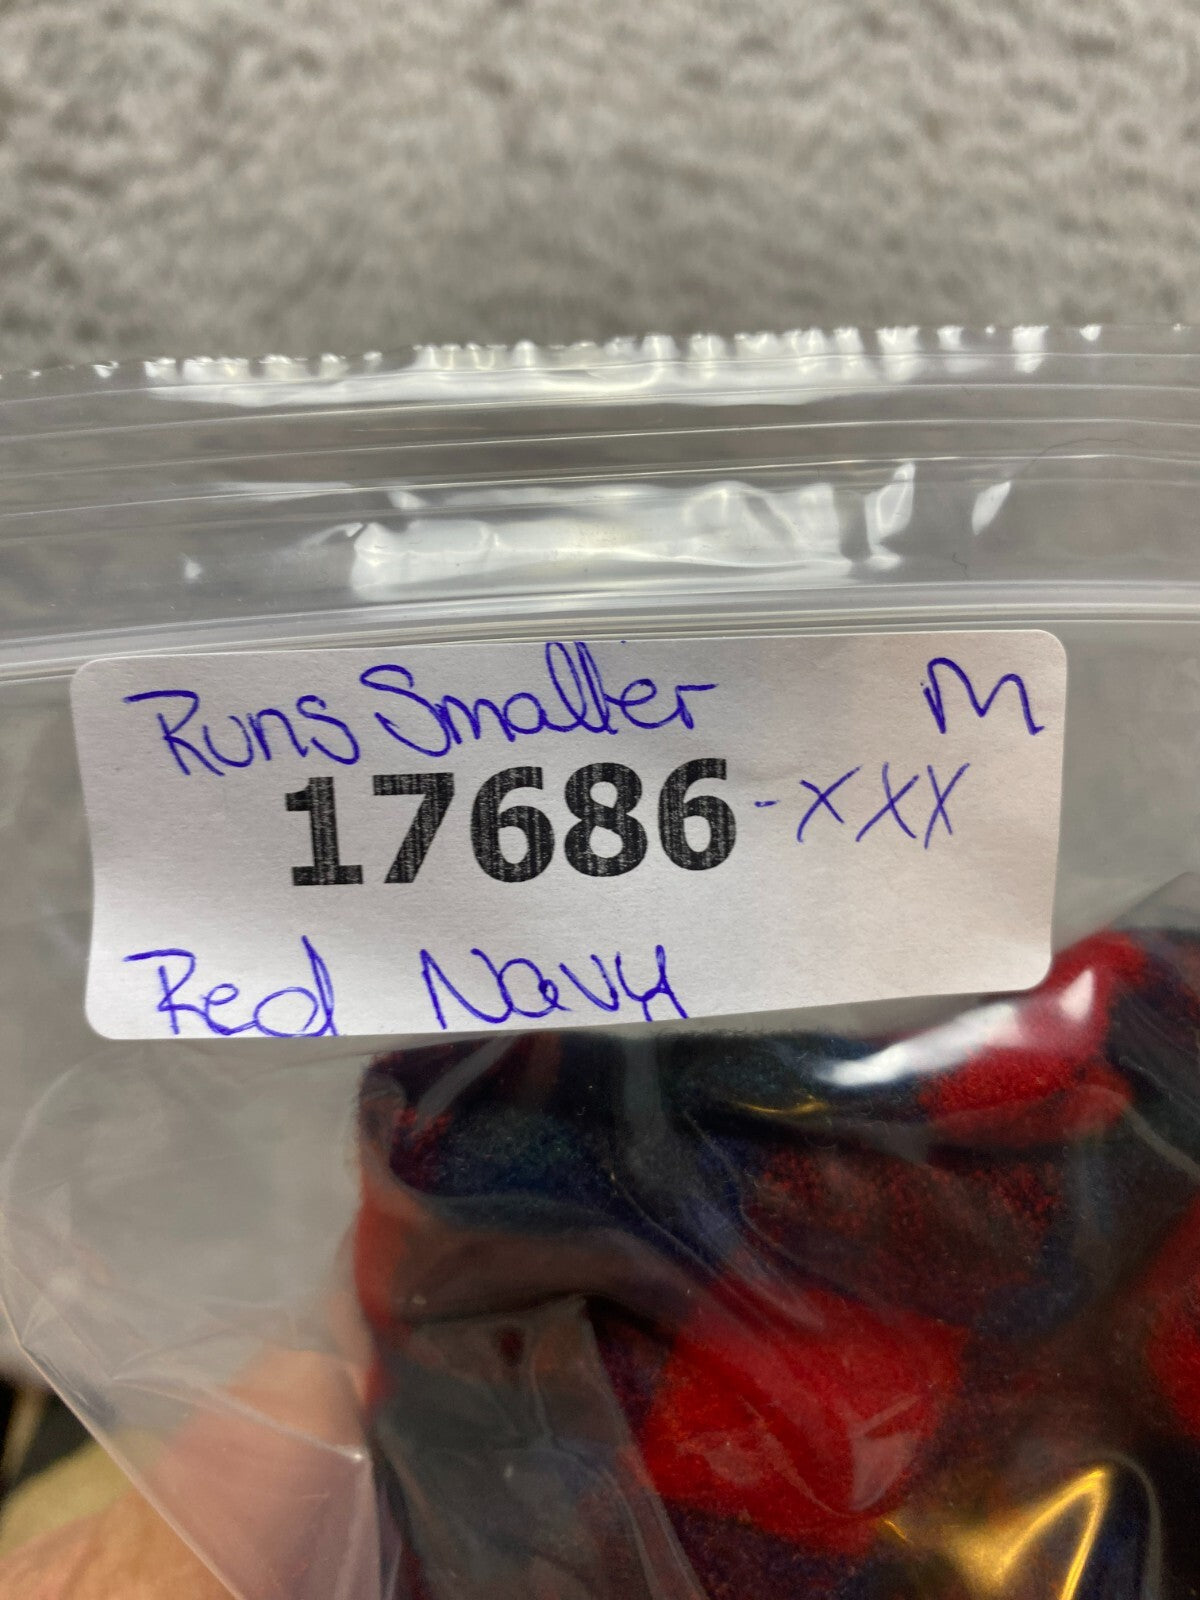 Runs Smaller M
17686-XXX
Red Navy